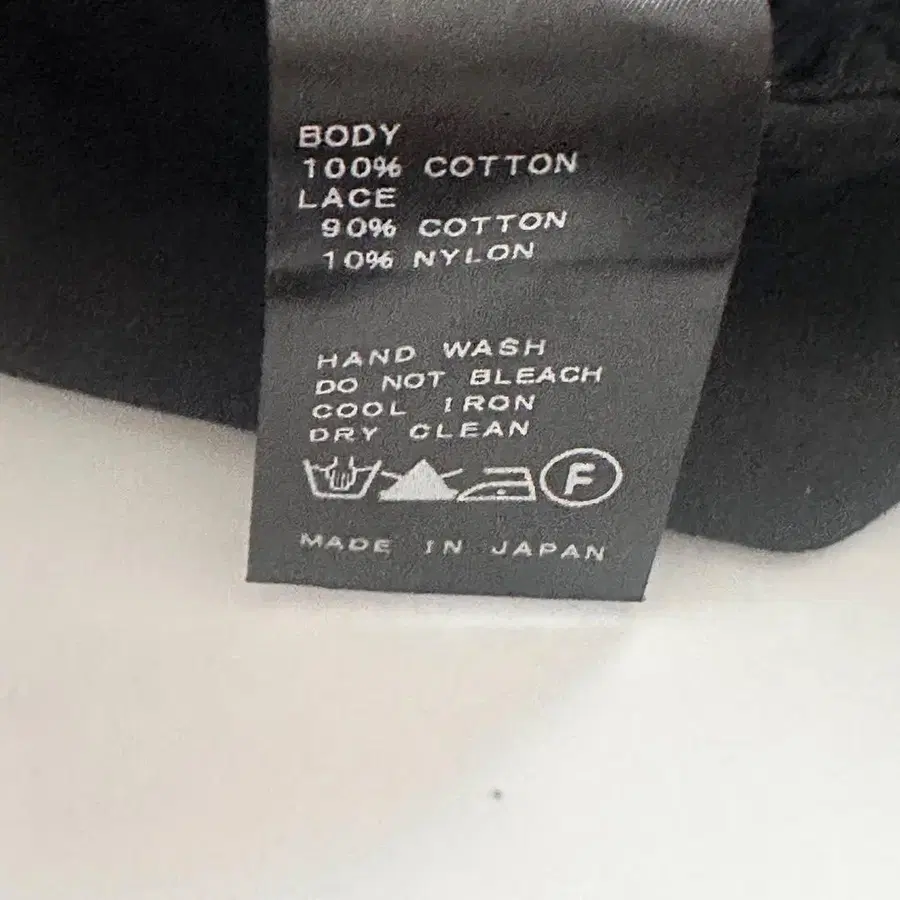 BODY
100% COTTON
LACE
90% COTTON
10% NYLON
HAND WASH
DO NOT BLEACH
COOL IRON
DRY CLEAN
F
MADE IN JAPAN